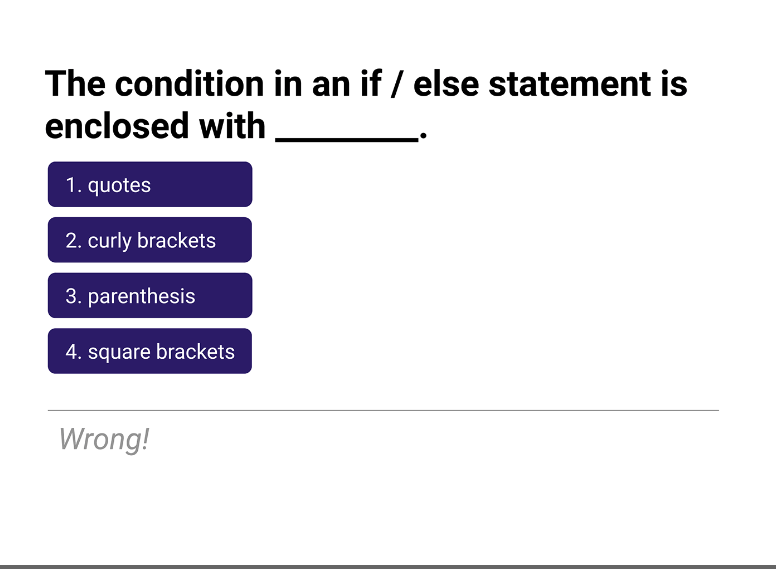 The condition in an if / else statement is
enclosed with ________.
1. quotes
2. curly brackets
3. parenthesis
4. square brackets
Wrong!